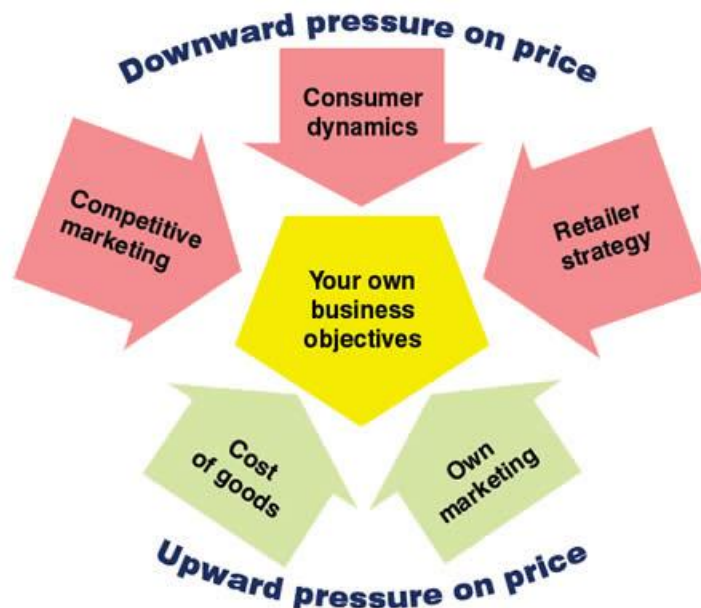 Downward pressure on price
Consumer
dynamics
Competitive
marketing
Retailer
strategy
Your own
business
objectives
Cost
of goods
Own
marketing
Upward pressure on price